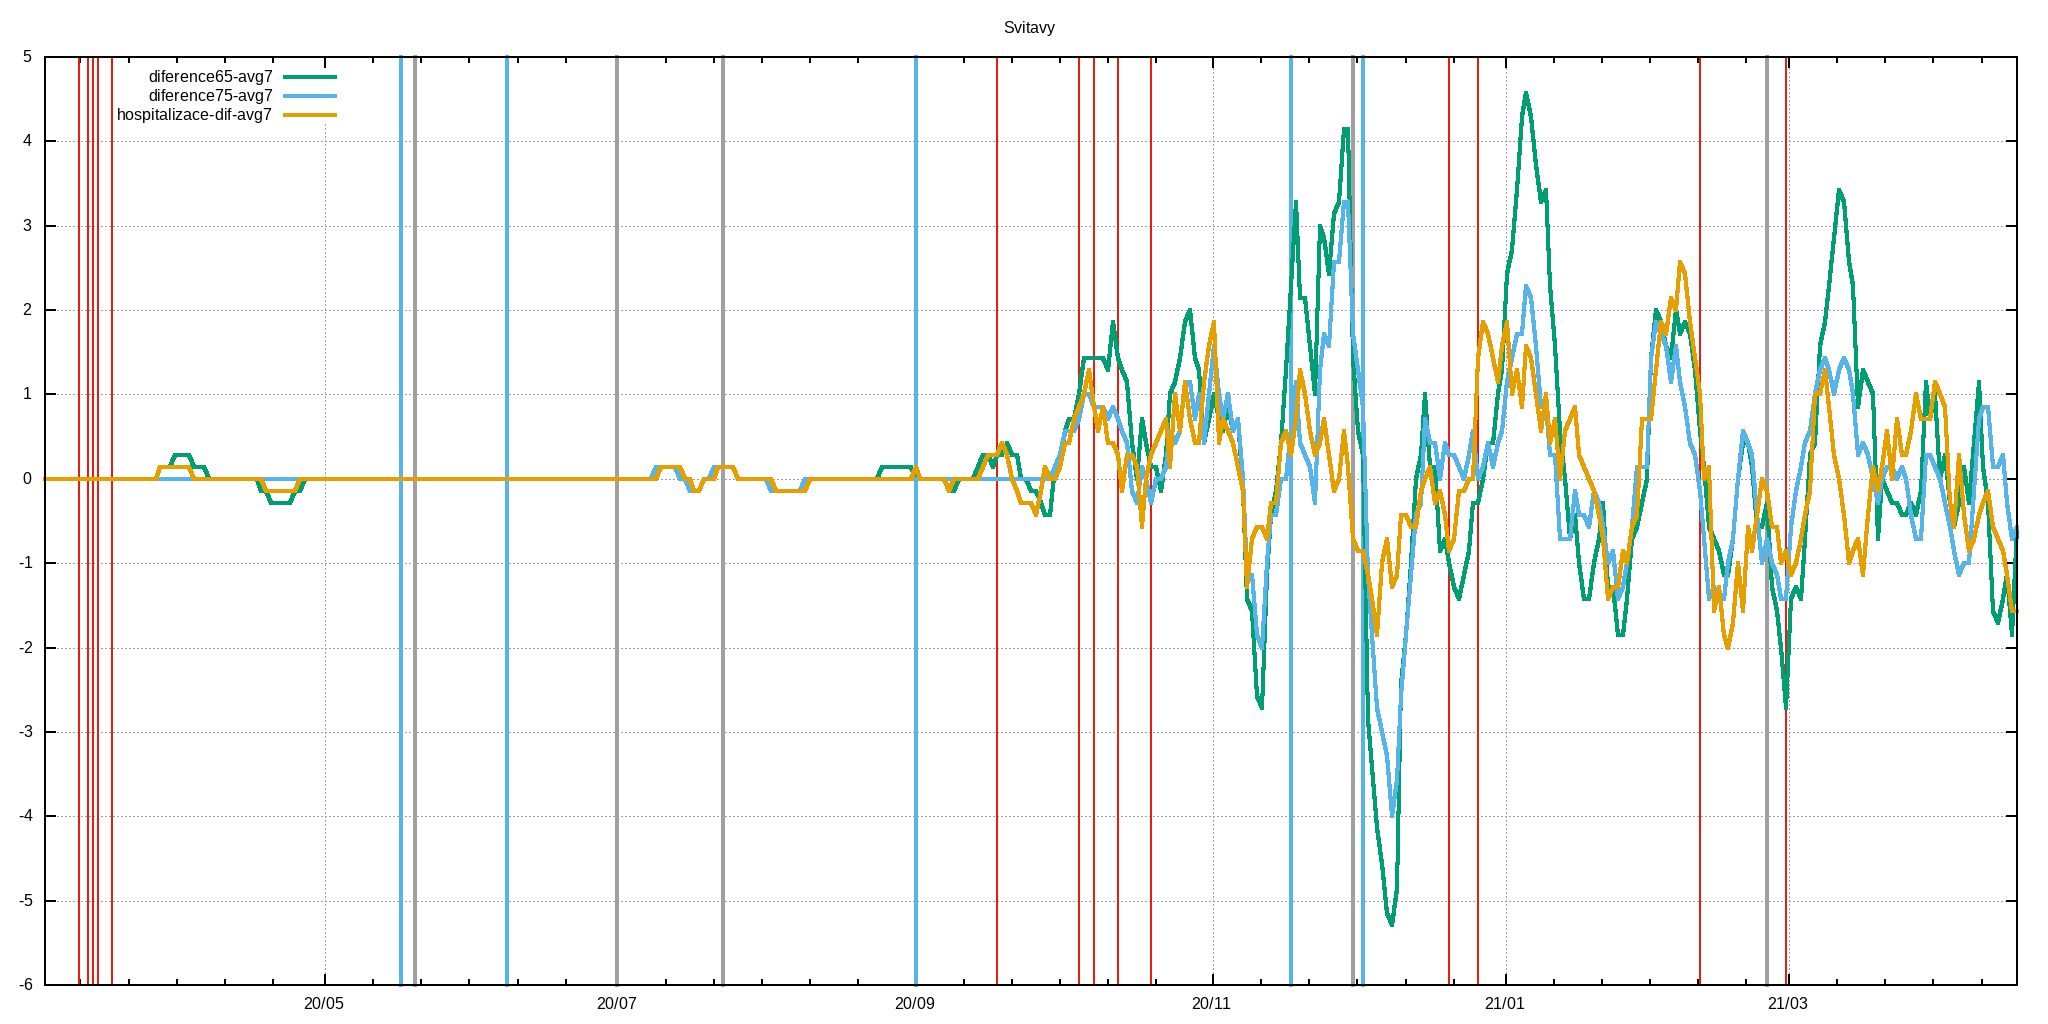 Svitavy
5
4
3
2
1
0
-1
-2
-3
-4
-5
-6
diference65-avg7
diference75-avg7
hospitalizace-dif-avg7
20/05 20/07 20/09 20/11 21/01 21/03